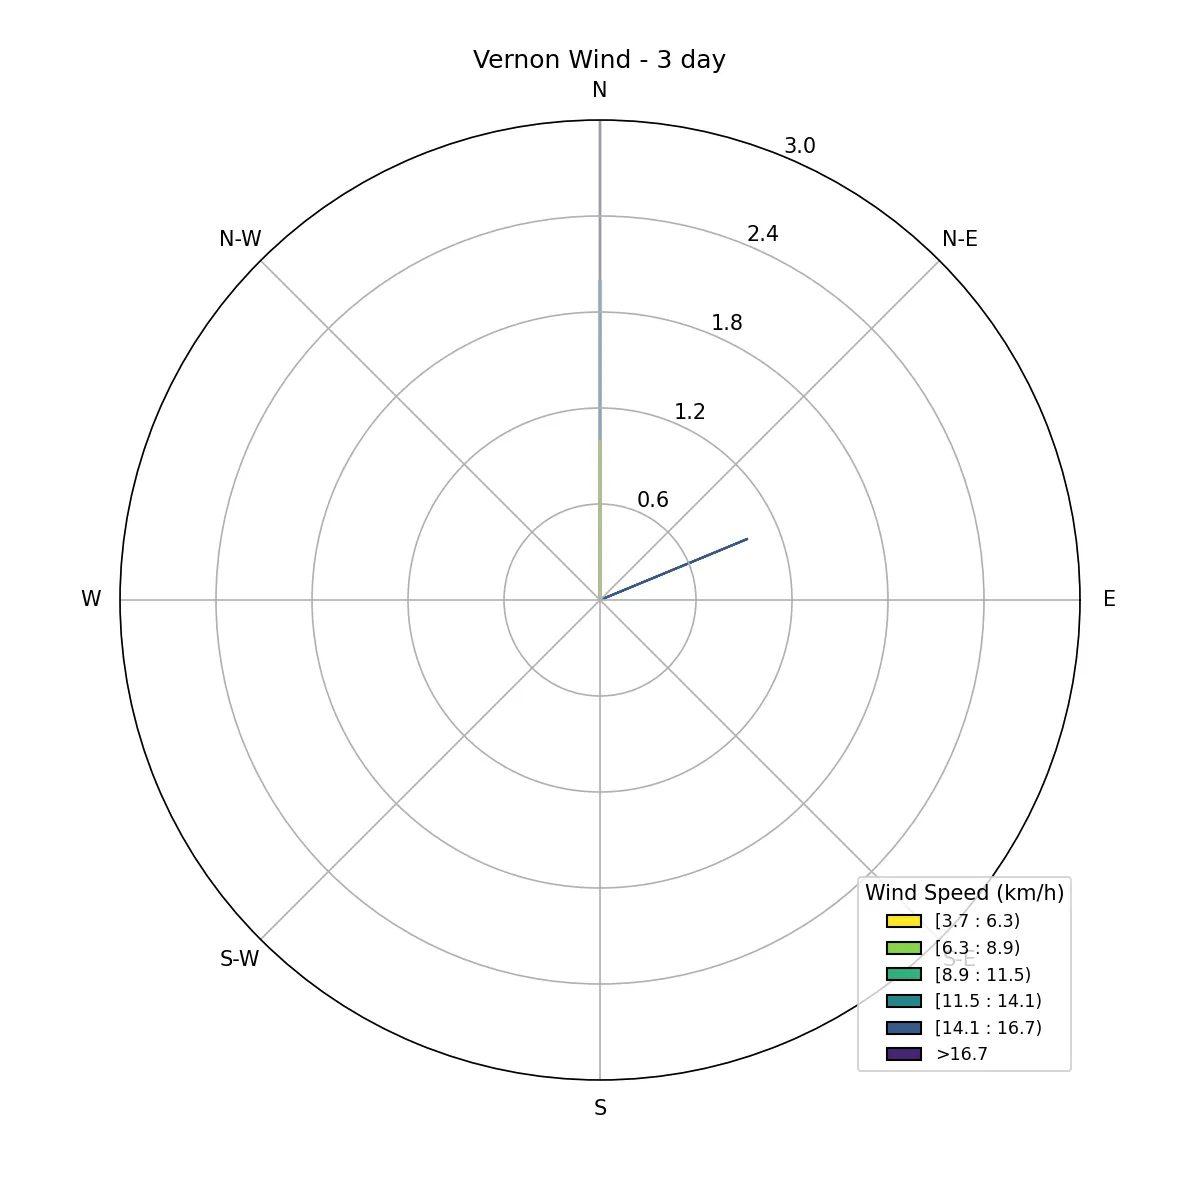 Vernon Wind - 3 day
N
3.0
N-W
2.4
N-E
1.8
1.2
0.6
W
E
Wind Speed (km/h)
[3.7 : 6.3)
[6.3 : 8.9)
S-W
S-E
[8.9 : 11.5)
[11.5 : 14.1)
[14.1 : 16.7)
>16.7
S